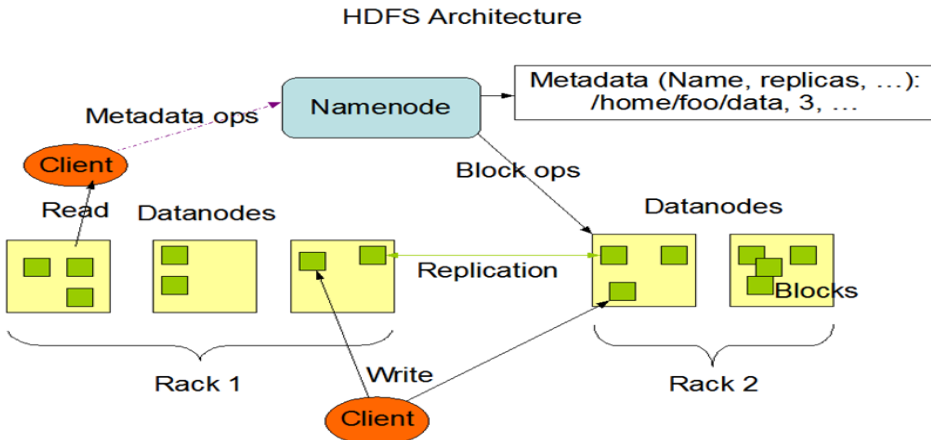 HDFS Architecture
Metadata (Name, replicas, …):
/home/foo/data, 3, …
Namenode
Metadata ops
Client
Block ops
Read
Datanodes
Datanodes
Replication
Blocks
Rack 1
Write
Rack 2
Client